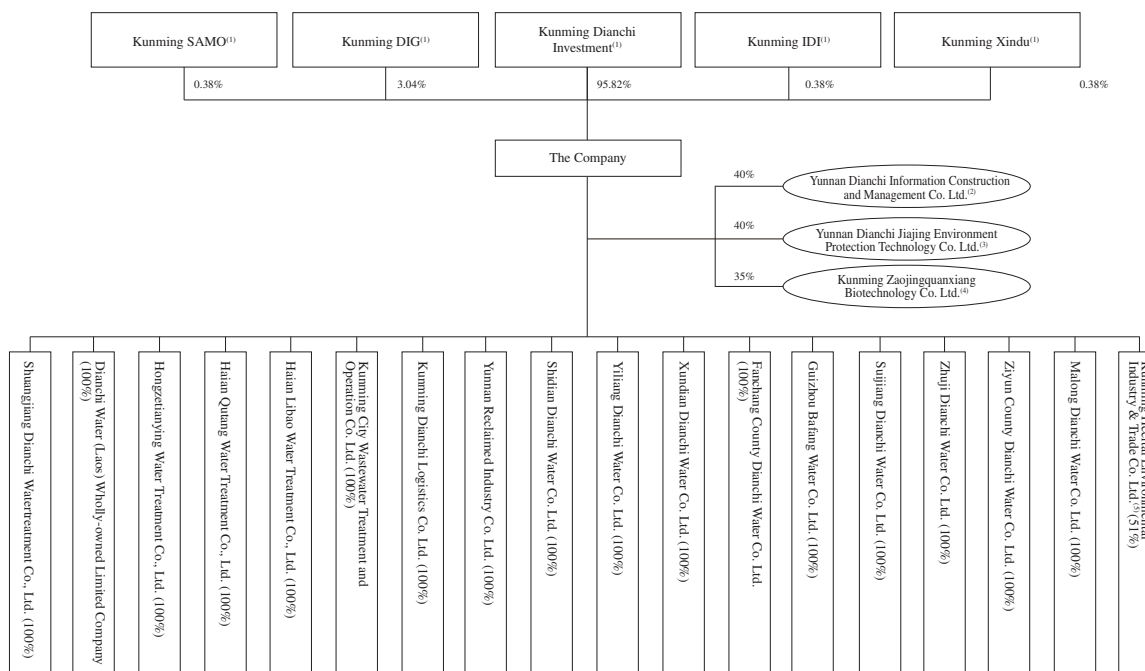 Kunming SAMO(1)
Kunming DIG(1)
Kunming Dianchi
Investment(1)
Kunming IDI(1)
Kunming Xindu(1)
0.38%
3.04%
95.82%
0.38%
0.38%
The Company
40%
Yunnan Dianchi Information Construction
and Management Co. Ltd.(2)
40%
Yunnan Dianchi Jiajing Environment
Protection Technology Co. Ltd.(3)
35%
Kunming Zaojingquanxiang
Biotechnology Co. Ltd.(4)
Shuangjiang Dianchi Watertreatment Co., Ltd. (100%)
Dianchi Water (Laos) Wholly-owned Limited Company
(100%)
Hongzetianying Water Treatment Co., Ltd. (100%)
Haian Qutang Water Treatment Co., Ltd. (100%)
Haian Libao Water Treatment Co., Ltd. (100%)
Kunming City Wastewater Treatment and
Operation Co. Ltd. (100%)
Kunming Dianchi Logistics Co. Ltd. (100%)
Yunnan Reclained Industry Co. Ltd. (100%)
Shidian Dianchi Water Co. Ltd. (100%)
Yiliang Dianchi Water Co. Ltd. (100%)
Xundian Dianchi Water Co. Ltd. (100%)
Fanchang County Dianchi Water Co. Ltd.
(100%)
Guizhou Bafang Water Co. Ltd. (100%)
Suijiang Dianchi Water Co. Ltd. (100%)
Zhuji Dianchi Water Co. Ltd. (100%)
Ziyun County Dianchi Water Co. Ltd. (100%)
Malong Dianchi Water Co. Ltd. (100%)
Kunming
Industry & Trade Co. Ltd.(5) (51%)